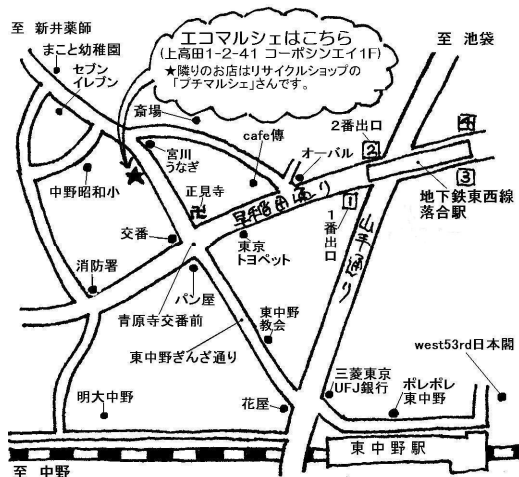 至 新井薬師
まこと幼稚園
セブン
イレブン
エコマルシェはこちら
(上高田1-2-41 コーポシンエイ1F)
★隣りのお店はリサイクルショップの
「プチマルシェ」さんです。
至 池袋
斎場
宮川
うなぎ
cafe傳
オーバル
2番出口
2
4
3
1
1番出口
地下鉄東西線
落合駅
中野昭和小
正見寺
卍
早稲田通り
山手通り
交番
東京
トヨペット
消防署
パン屋
青原寺交番前
東中野
教会
東中野ぎんざ通り
west53rd日本閣
三菱東京
UFJ銀行
ポレポレ
東中野
明大中野
花屋
東中野駅
至 中野